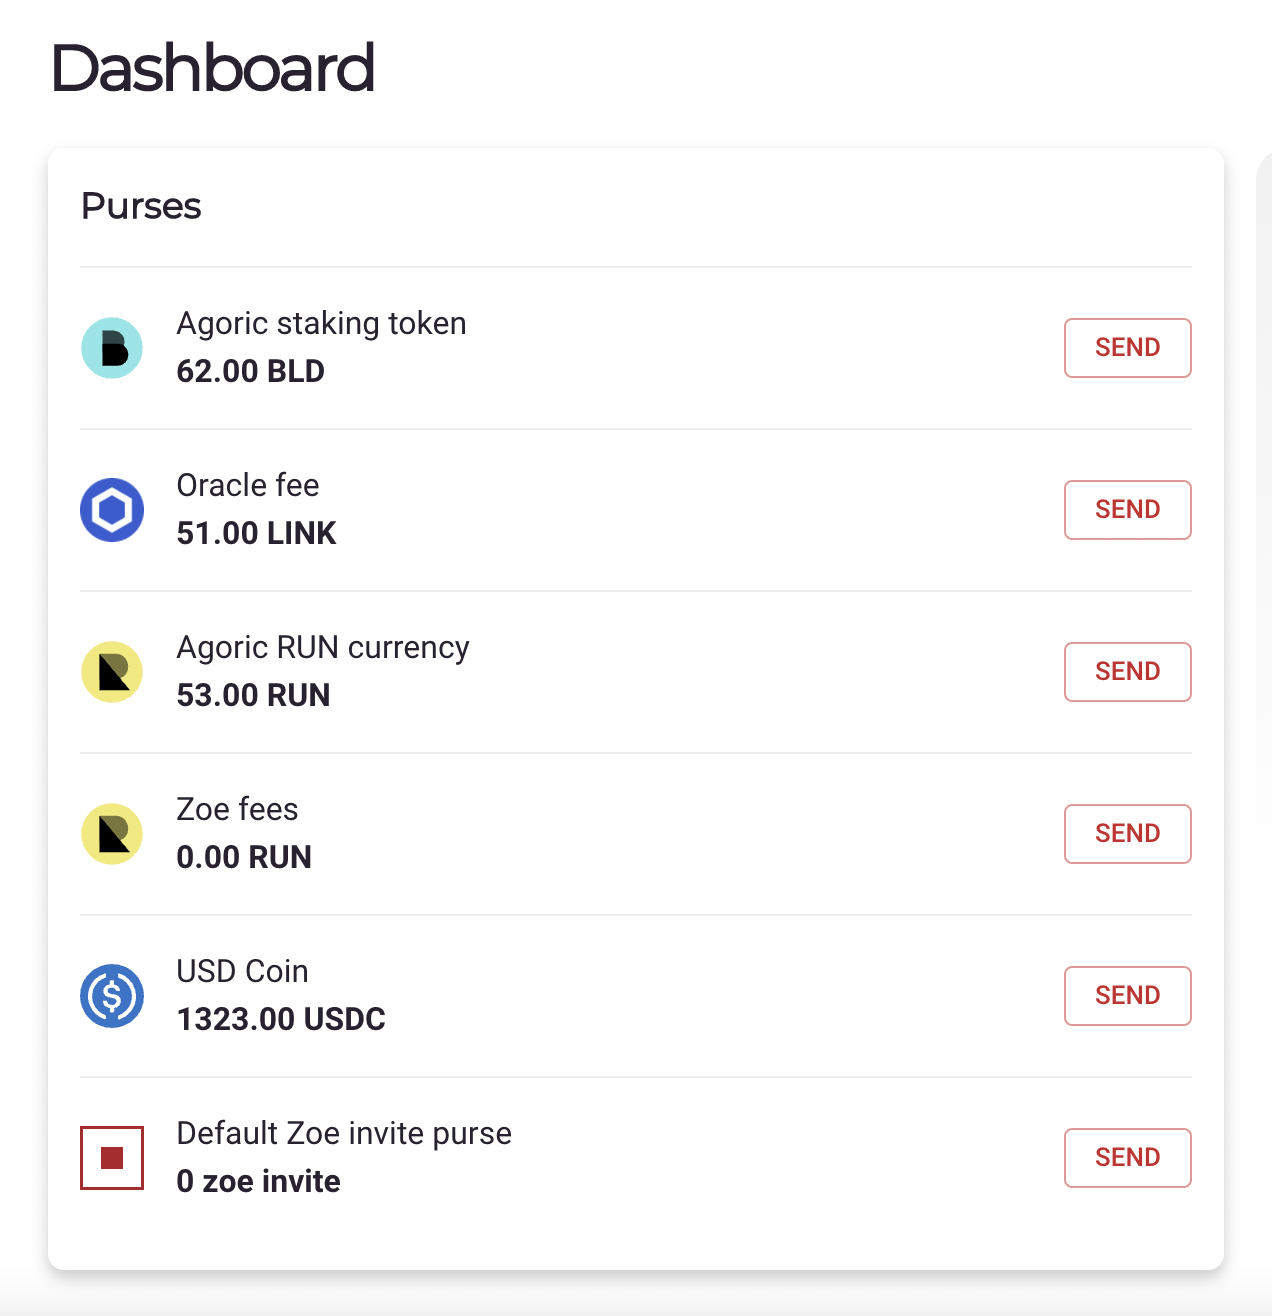 Dashboard
Purses
Agoric staking token
62.00 BLD
SEND
Oracle fee
51.00 LINK
SEND
Agoric RUN currency
53.00 RUN
SEND
Zoe fees
0.00 RUN
SEND
USD Coin
1323.00 USDC
SEND
Default Zoe invite purse
0 zoe invite
SEND